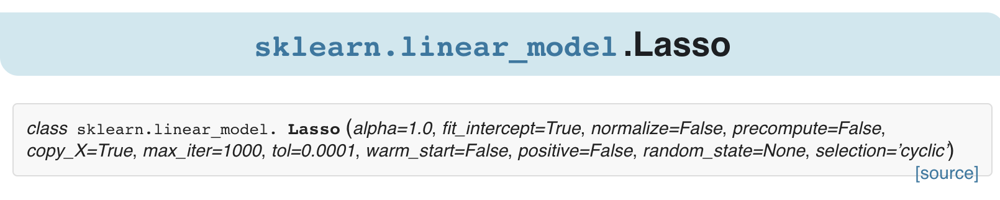 sklearn.linear_model.Lasso
class sklearn.linear_model. Lasso (alpha=1.0, fit_intercept=True, normalize=False, precompute=False,
copy_X=True, max_iter=1000, tol=0.0001, warm_start=False, positive=False, random_state=None, selection=’cyclic’)
[source]